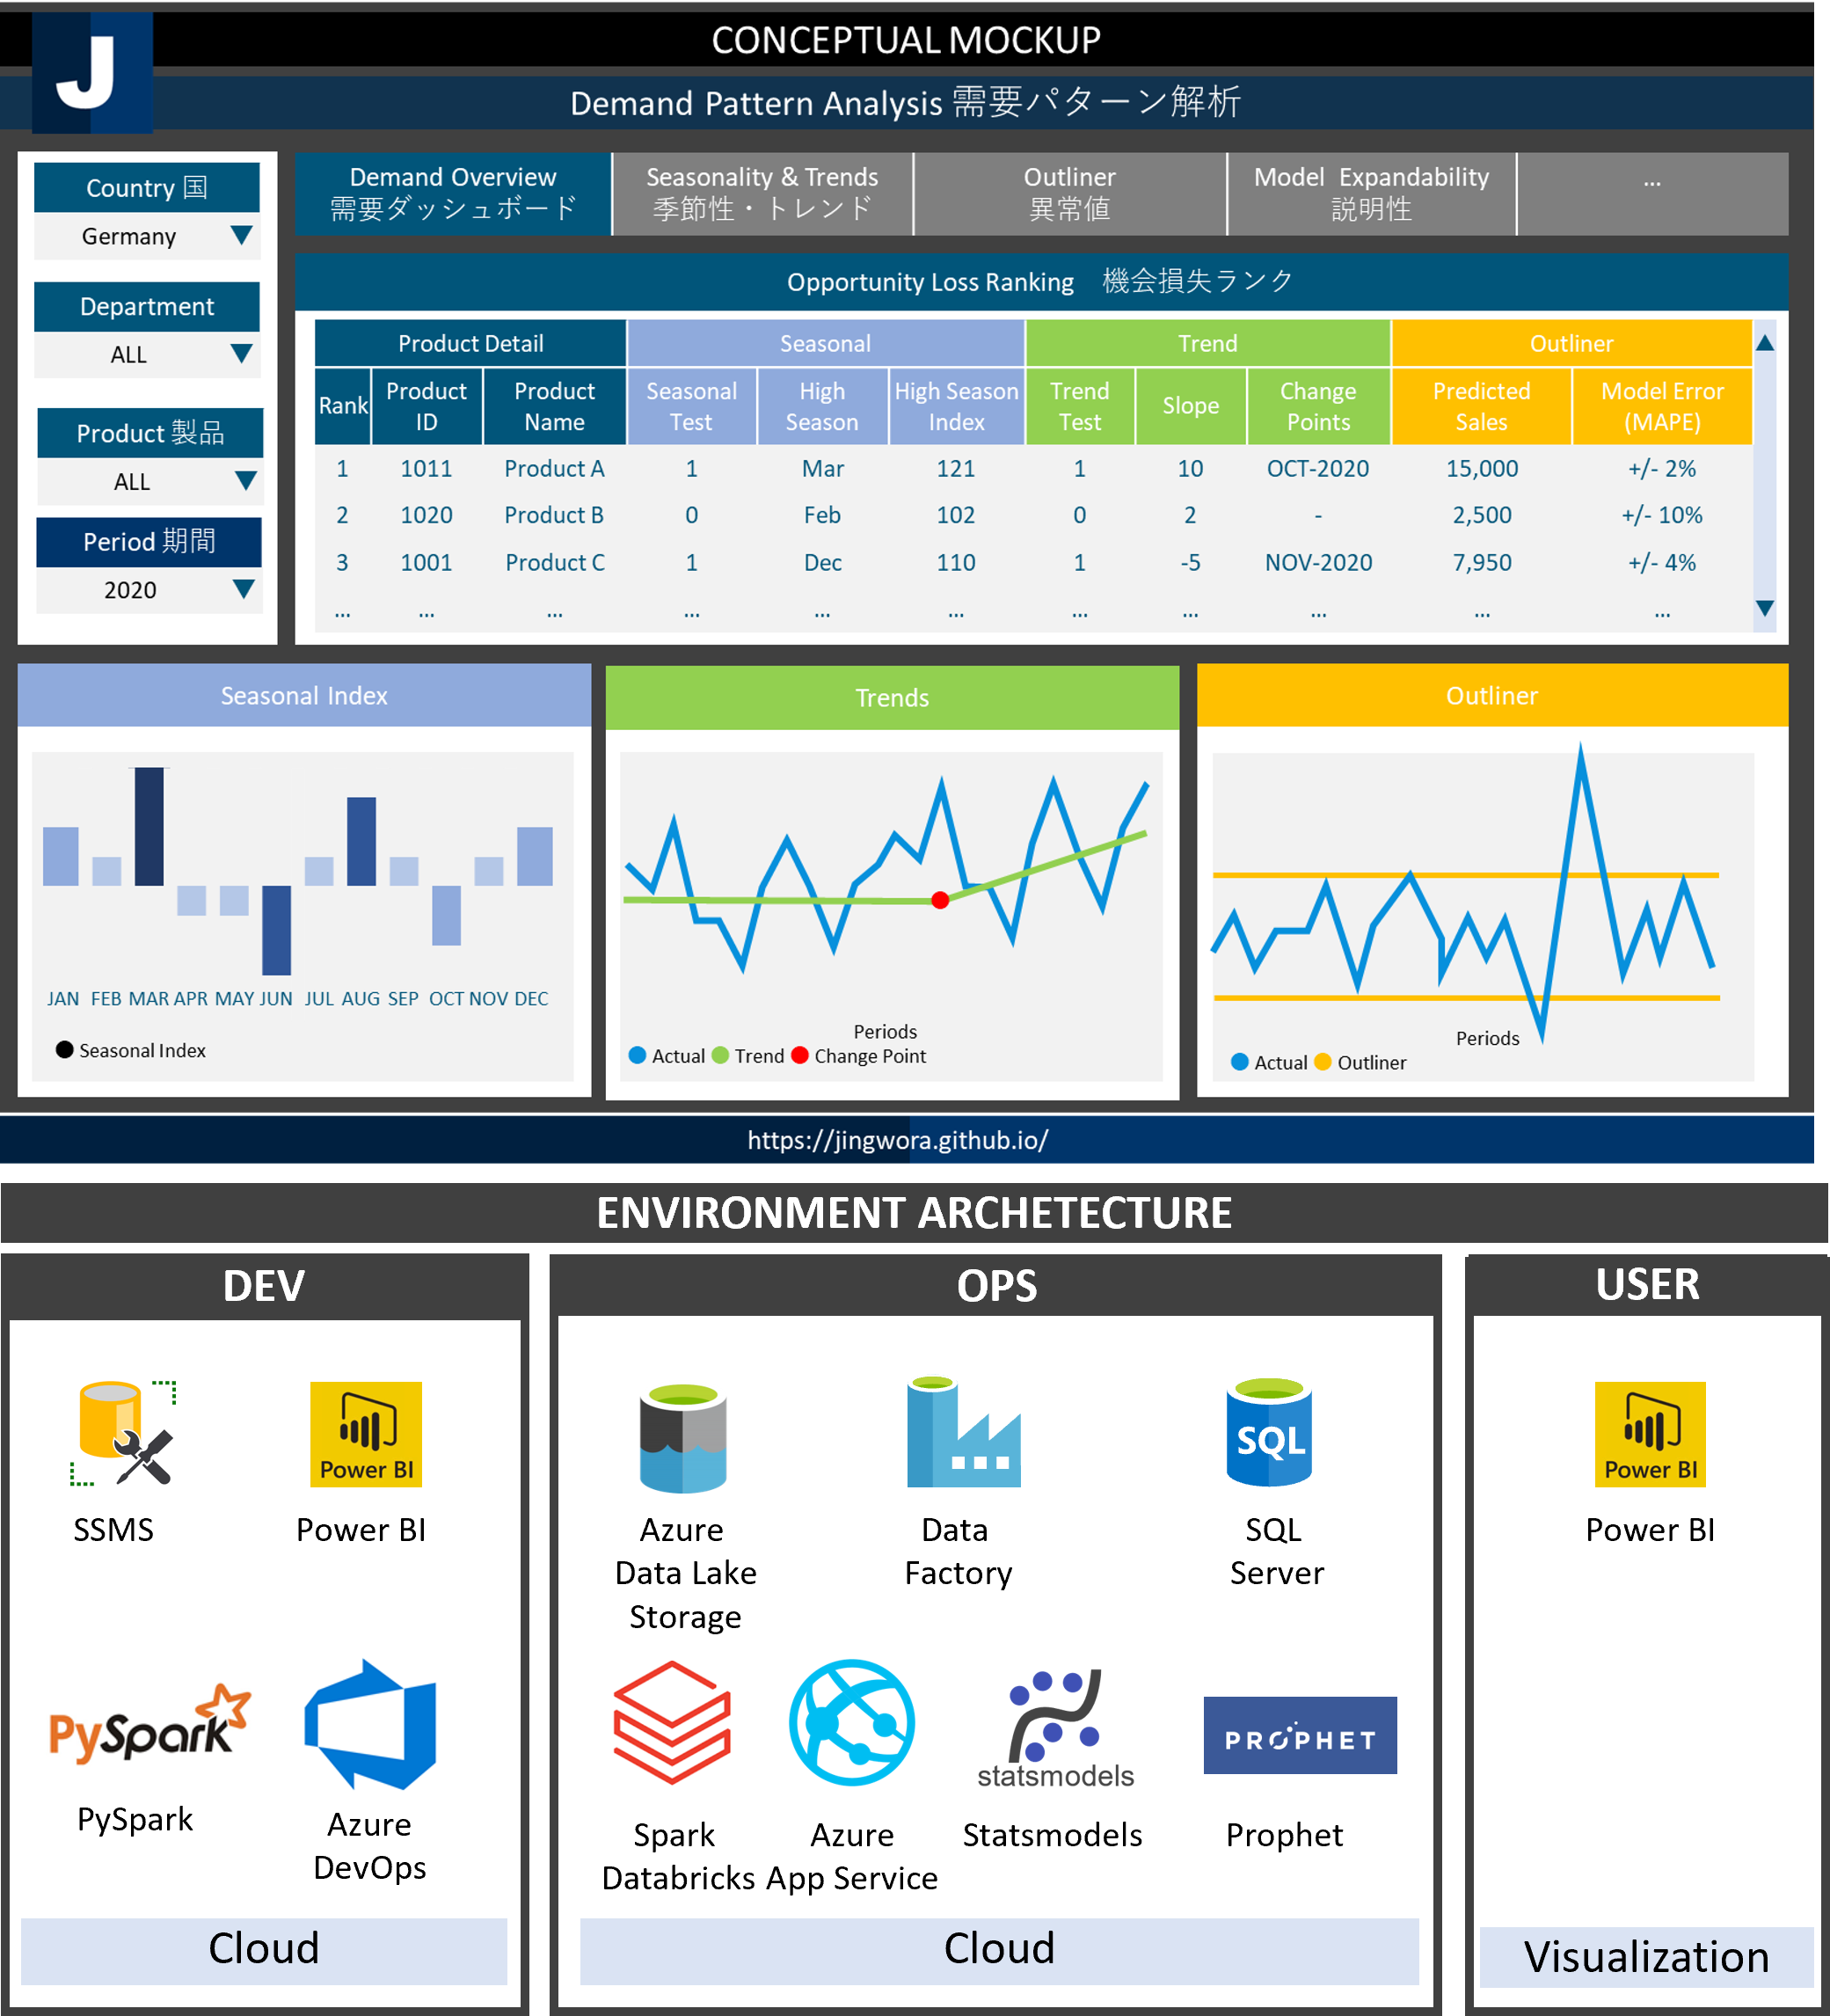 CONCEPTUAL MOCKUP
J
Demand Pattern Analysis 需要パターン解析
Country 国
Germany
Department
ALL
Product 製品
ALL
Period 期間
2020
Demand Overview
需要ダッシュボード
Seasonality & Trends
季節性・トレンド
Outliner
異常値
Model Expandability
説明性
...
Opportunity Loss Ranking 機会損失ランク
Product Detail Seasonal Trend Outliner
Rank Product ID Product Name Seasonal Test High Season High Season Index Trend Test Slope Change Points Predicted Sales Model Error (MAPE)
1 1011 Product A 1 Mar 121 1 10 OCT-2020 15,000 +/- 2%
2 1020 Product B 0 Feb 102 0 2 - 2,500 +/- 10%
3 1001 Product C 1 Dec 110 1 -5 NOV-2020 7,950 +/- 4%
... ... ... ... ... ... ... ... ... ... ...
Seasonal Index
JAN FEB MAR APR MAY JUN JUL AUG SEP OCT NOV DEC
Seasonal Index
Trends
Periods
Actual Trend Change Point
Outliner
Periods
Actual Outliner
https://jingwora.github.io/
ENVIRONMENT ARCHETECTURE
DEV
Power BI
SSMS Power BI
PySpark
PySpark
Azure
DevOps
Cloud
OPS
SQL
Azure
Data Lake
Storage
Data
Factory
SQL
Server
statsmodels
PROPHET
Spark
Databricks
Azure
App Service
Statsmodels
Prophet
Cloud
USER
Power BI
Power BI
Visualization